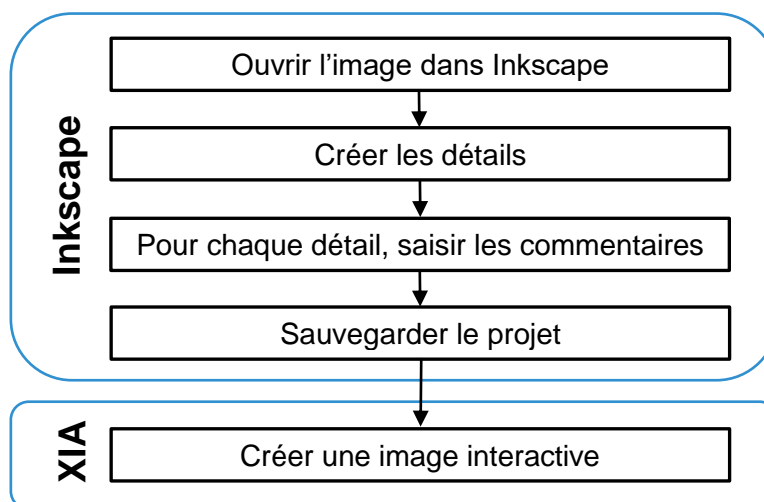 Inkscape
Ouvrir l’image dans Inkscape
Créer les détails
Pour chaque détail, saisir les commentaires
Sauvegarder le projet
XIA
Créer une image interactive